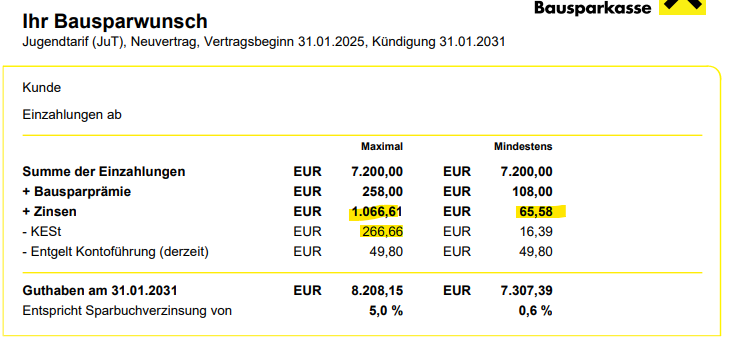 Bausparkasse
Ihr Bausparwunsch
Jugendtarif (JuT), Neuvertrag, Vertragsbeginn 31.01.2025, Kündigung 31.01.2031
Kunde
Einzahlungen ab
Maximal Mindestens
Summe der Einzahlungen EUR 7.200,00 EUR 7.200,00
+ Bausparprämie EUR 258,00 EUR 108,00
+ Zinsen EUR 1.066,61 EUR 65,58
- KESt EUR 266,66 EUR 16,39
- Entgelt Kontoführung (derzeit) EUR 49,80 EUR 49,80
Guthaben am 31.01.2031 EUR 8.208,15 EUR 7.307,39
Entspricht Sparbuchverzinsung von 5,0 % 0,6 %